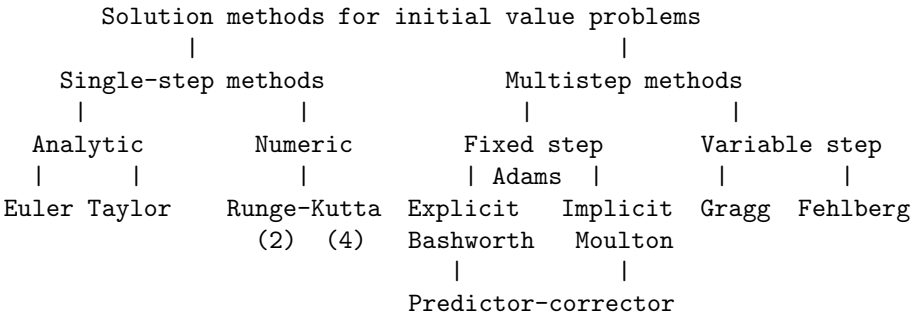 Solution methods for initial value problems
| |
Single-step methods Multistep methods
| | | |
Analytic Numeric Fixed step Variable step
| | | | Adams | | |
Euler Taylor Runge-Kutta Explicit Implicit Gragg Fehlberg
(2) (4) Bashworth Moulton
| |
Predictor-corrector